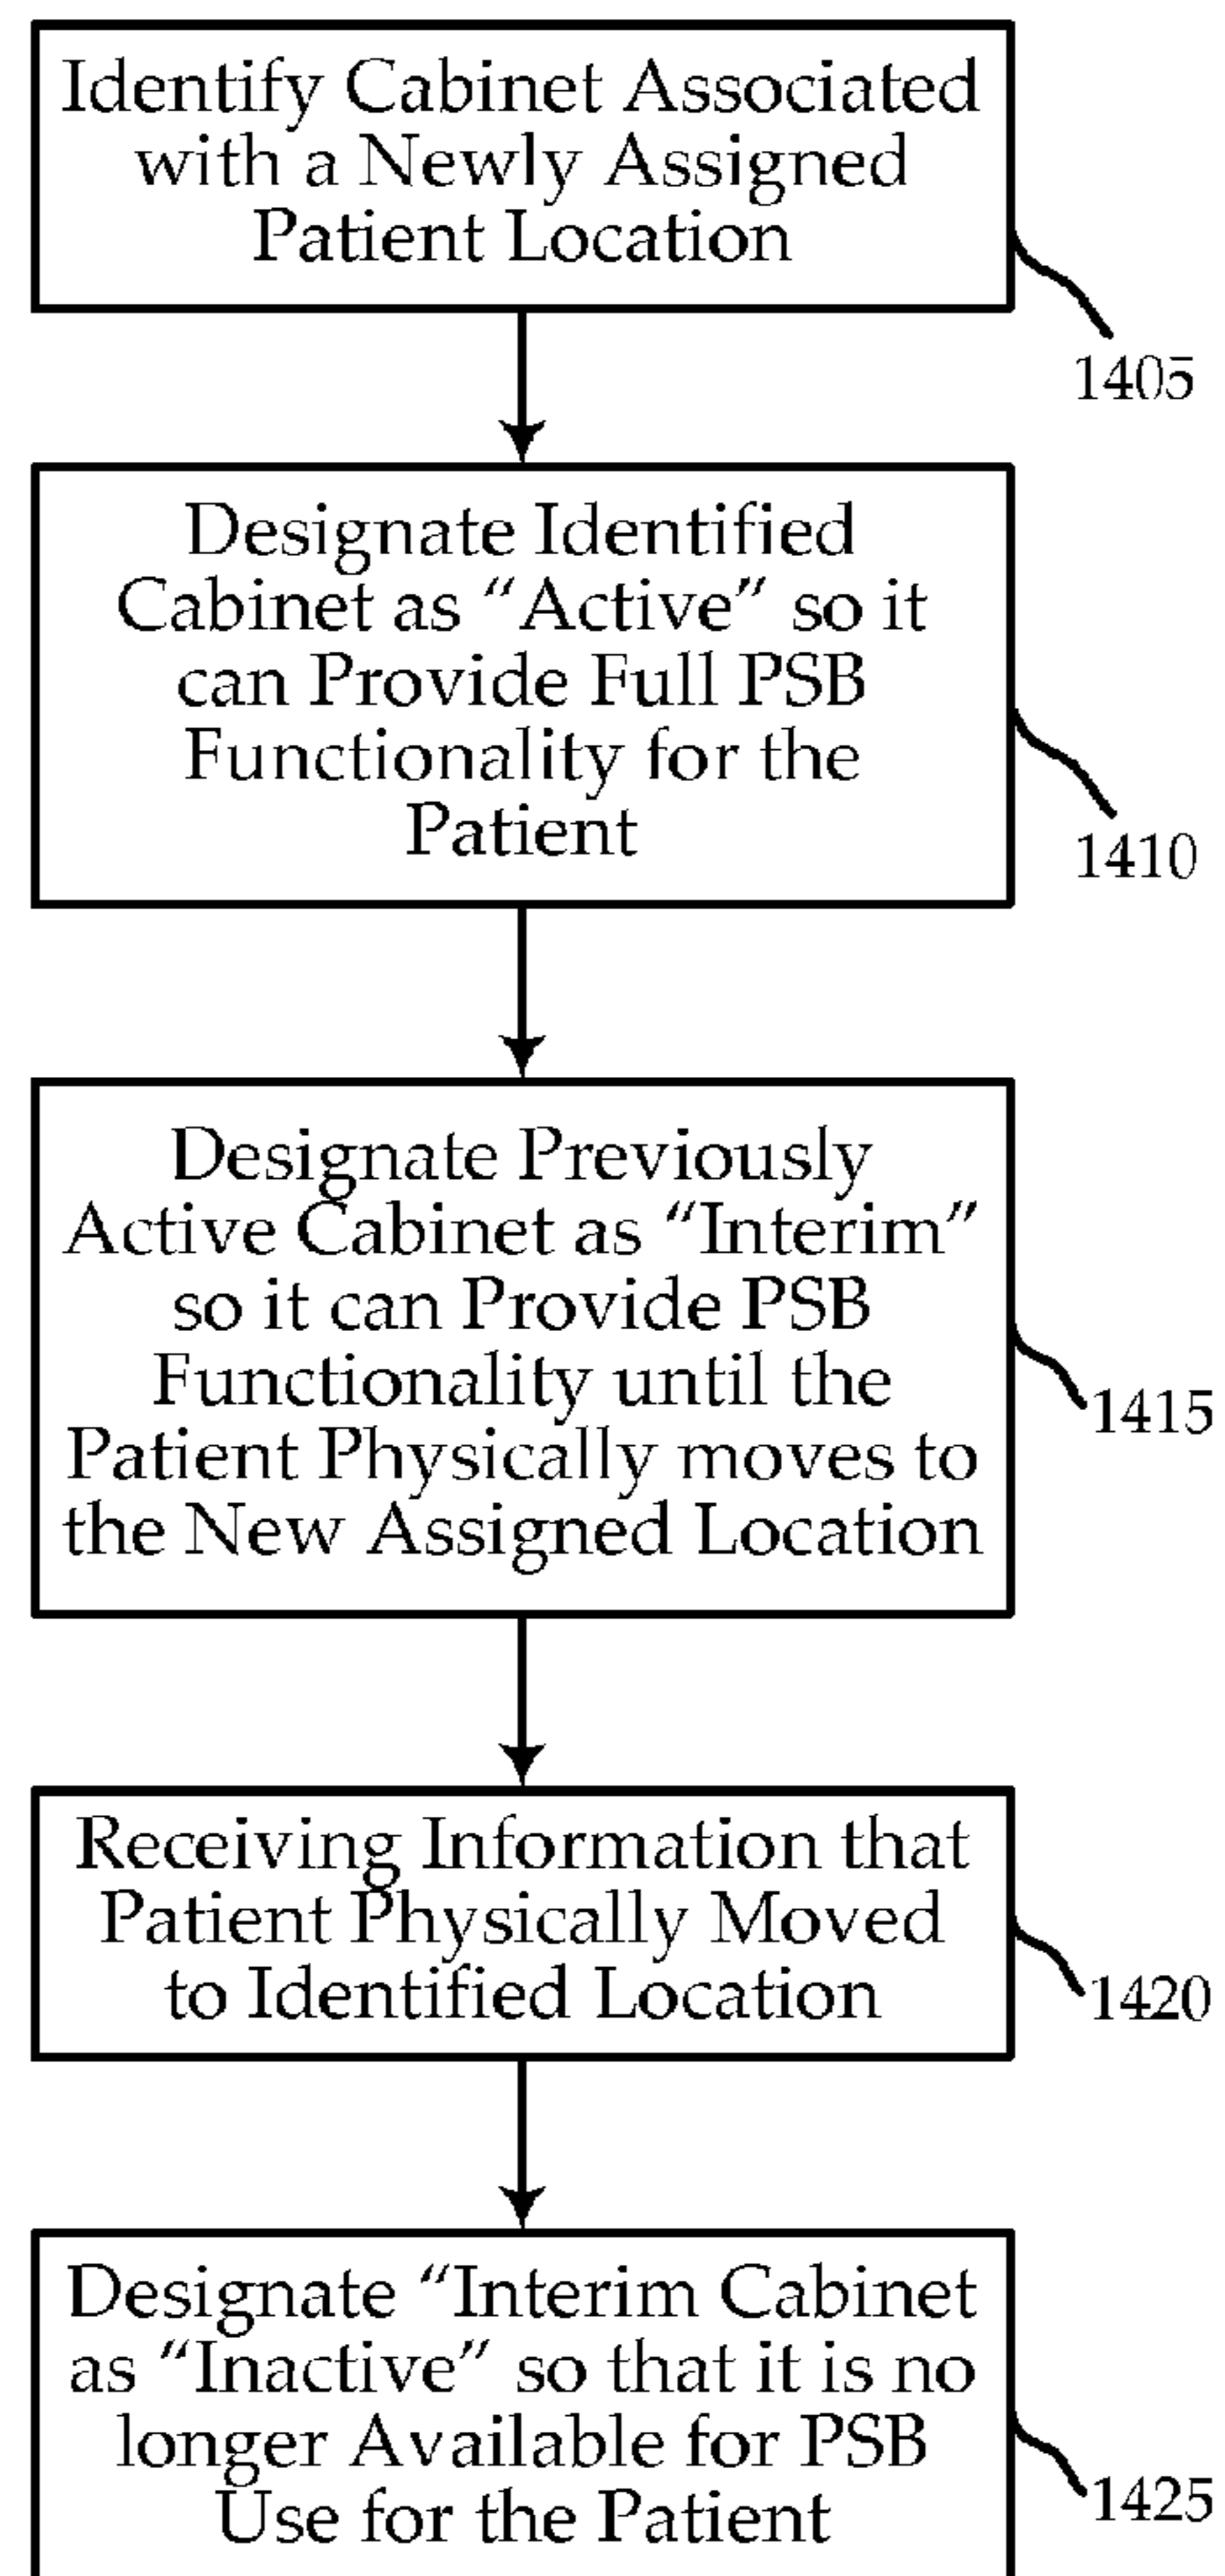 Identify Cabinet Associated
with a Newly Assigned
Patient Location
1405
Designate Identified
Cabinet as “Active” so it
can Provide Full PSB
Functionality for the
Patient
1410
Designate Previously
Active Cabinet as “Interim”
so it can Provide PSB
Functionality until the
Patient Physically moves to
the New Assigned Location
1415
Receiving Information that
Patient Physically Moved
to Identified Location
1420
Designate “Interim Cabinet
as “Inactive” so that it is no
longer Available for PSB
Use for the Patient
1425